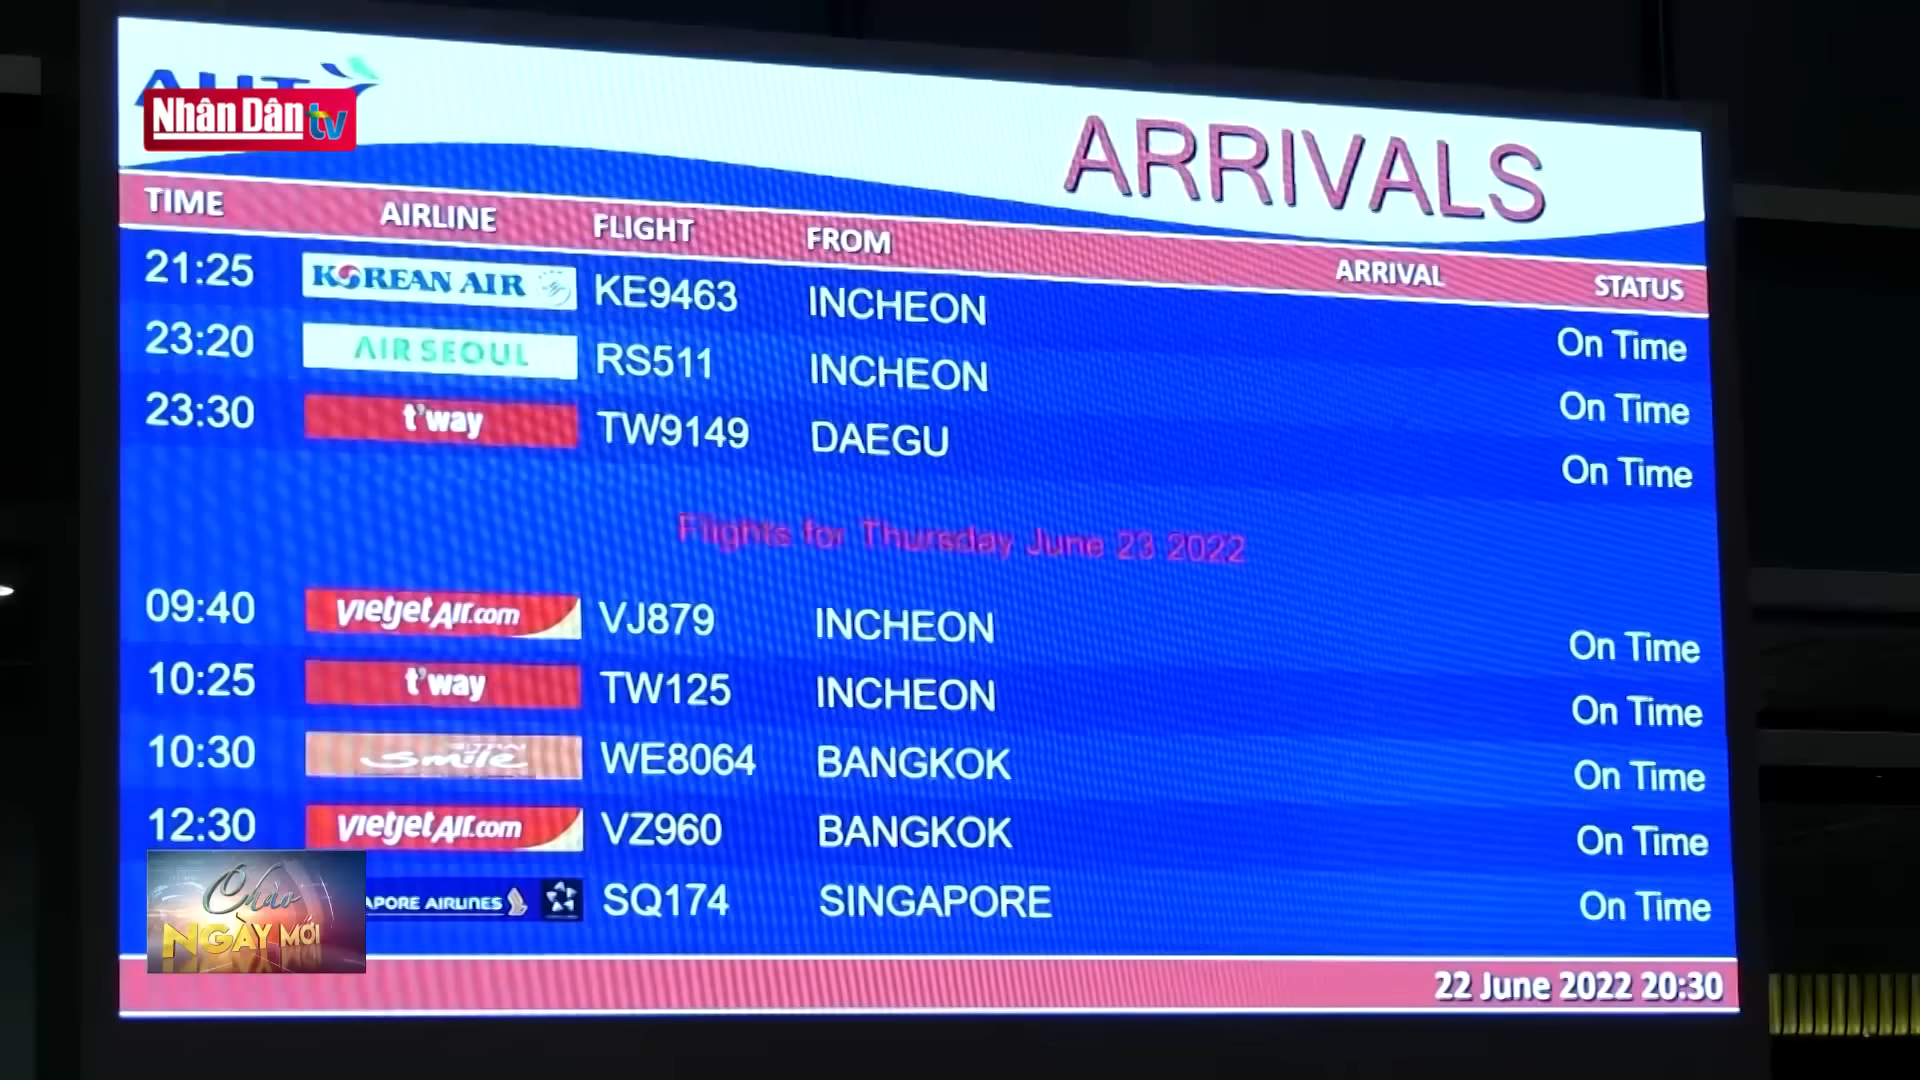 AHT
Nhân Dân tv
ARRIVALS
TIME AIRLINE FLIGHT FROM ARRIVAL STATUS
21:25 KOREAN AIR KE9463 INCHEON On Time
23:20 AIR SEOUL RS511 INCHEON On Time
23:30 t'way TW9149 DAEGU On Time
Flights for Thursday June 23 2022
09:40 vietjetAir.com VJ879 INCHEON On Time
10:25 t'way TW125 INCHEON On Time
10:30 smile WE8064 BANGKOK On Time
12:30 vietjetAir.com VZ960 BANGKOK On Time
APORE AIRLINES SQ174 SINGAPORE On Time
Chào
NGÀY MỚI
22 June 2022 20:30